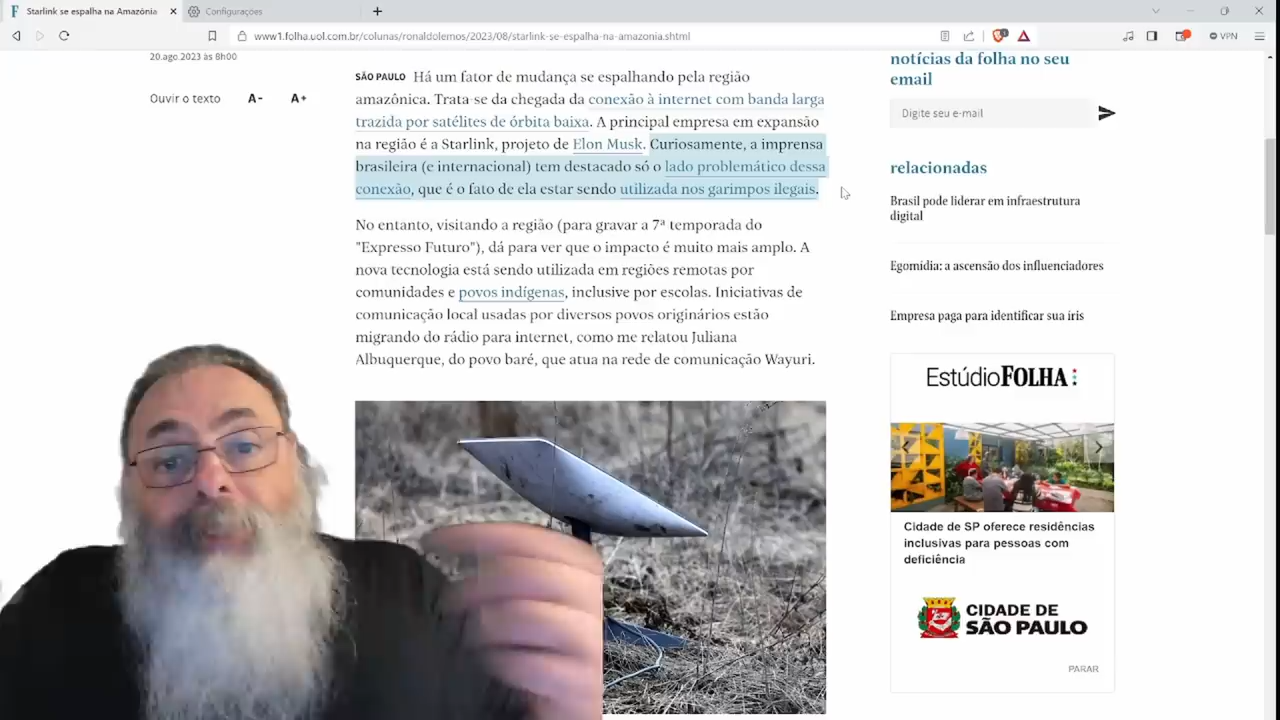 Starlink se espalha na Amazônia
Configurações
www1.folha.uol.com.br/colunas/ronaldolemos/2023/08/starlink-se-espalha-na-amazonia.shtml
VPN
20.ago.2023 às 8h00
Ouvir o texto A- A+
SÃO PAULO Há um fator de mudança se espalhando pela região
amazônica. Trata-se da chegada da conexão à internet com banda larga
trazida por satélites de órbita baixa. A principal empresa em expansão
na região é a Starlink, projeto de Elon Musk. Curiosamente, a imprensa
brasileira (e internacional) tem destacado só o lado problemático dessa
conexão, que é o fato de ela estar sendo utilizada nos garimpos ilegais.
No entanto, visitando a região (para gravar a 7ª temporada do
"Expresso Futuro"), dá para ver que o impacto é muito mais amplo. A
nova tecnologia está sendo utilizada em regiões remotas por
comunidades e povos indígenas, inclusive por escolas. Iniciativas de
comunicação local usadas por diversos povos originários estão
migrando do rádio para internet, como me relatou Juliana
Albuquerque, do povo baré, que atua na rede de comunicação Wayuri.
notícias da folha no seu
email
Digite seu e-mail
relacionadas
Brasil pode liderar em infraestrutura
digital
Egomídia: a ascensão dos influenciadores
Empresa paga para identificar sua íris
Estúdio FOLHA
Cidade de SP oferece residências
inclusivas para pessoas com
deficiência
CIDADE DE
SÃO PAULO
PARAR